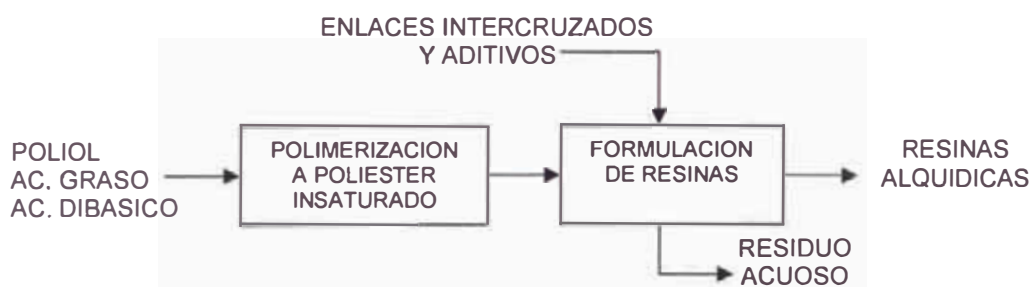 ENLACES INTERCRUZADOS
Y ADITIVOS
POLIOL
AC. GRASO
AC. DIBASICO
POLIMERIZACION
A POLIESTER
INSATURADO
FORMULACION
DE RESINAS
RESINAS
ALQUIDICAS
RESIDUO
ACUOSO